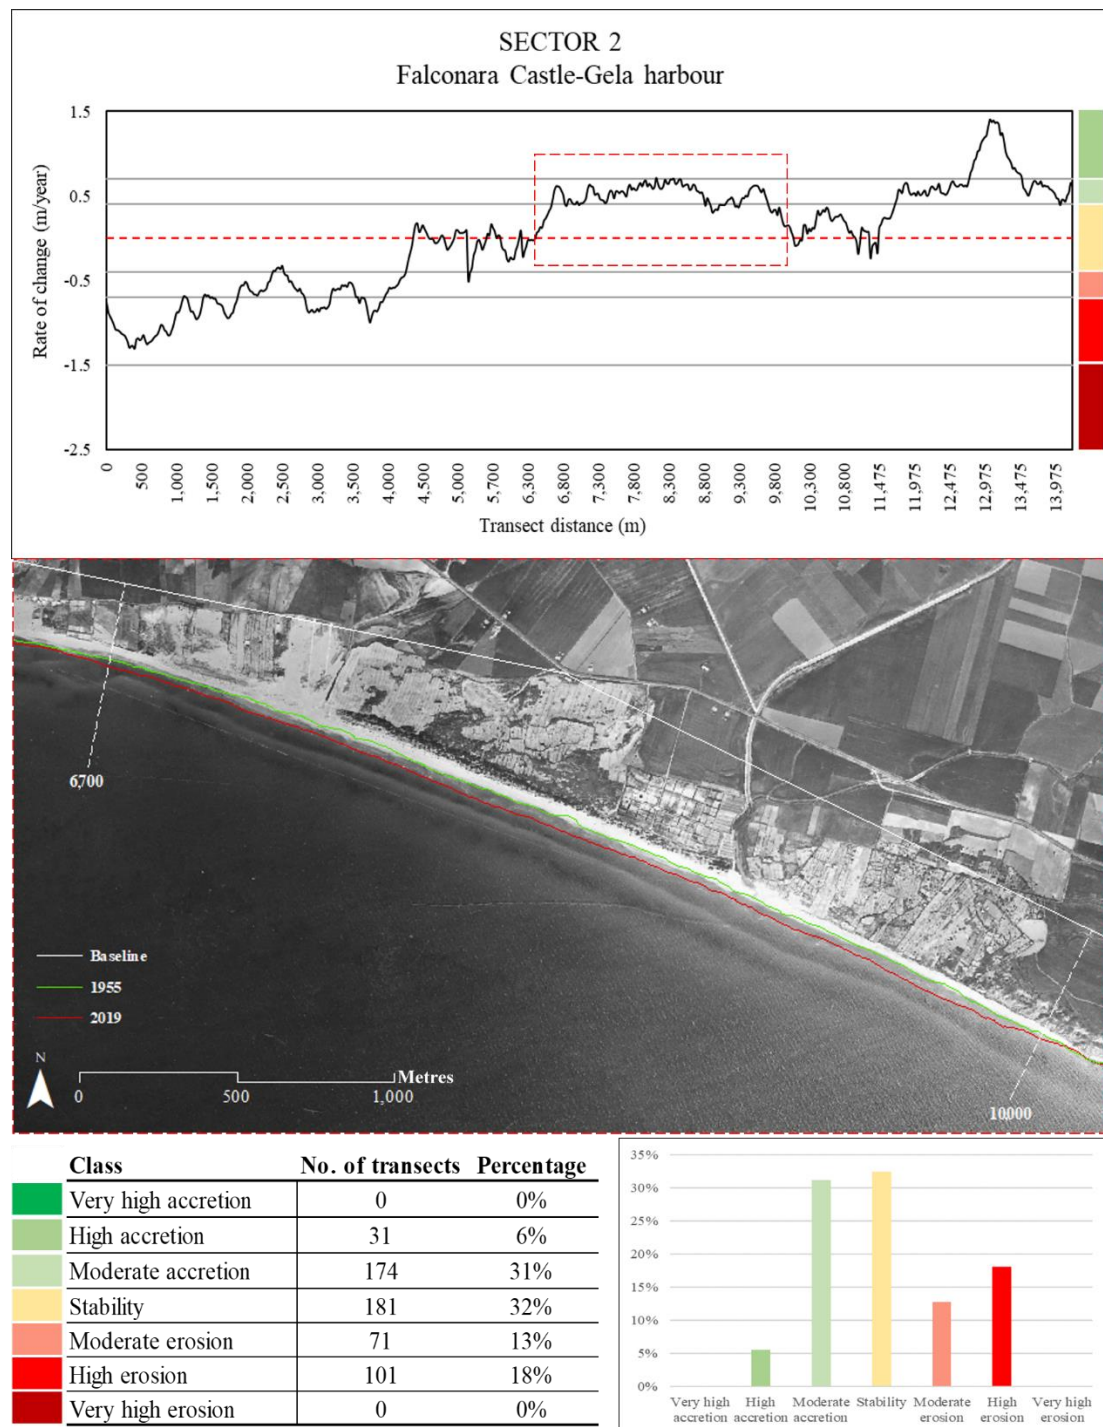 SECTOR 2
Falconara Castle-Gela harbour
Rate of change (m/year)
1.5
0.5
-0.5
-1.5
-2.5
0
500
1,000
2,000
2,500
3,000
3,500
4,000
4,500
5,000
5,700
6,300
6,800
7,300
7,800
8,300
8,800
9,300
9,800
10,300
10,800
11,475
11,975
12,475
12,975
13,475
13,975
Transect distance (m)
6,700
10,000
Baseline
1955
2019
N
0 500 1,000
Metres
Class No. of transects Percentage
Very high accretion 0 0%
High accretion 31 6%
Moderate accretion 174 31%
Stability 181 32%
Moderate erosion 71 13%
High erosion 101 18%
Very high erosion 0 0%
35%
30%
25%
20%
15%
10%
5%
0%
Very high High Moderate Stability Moderate High Very high
accretion accretion accretion erosion erosion erosion